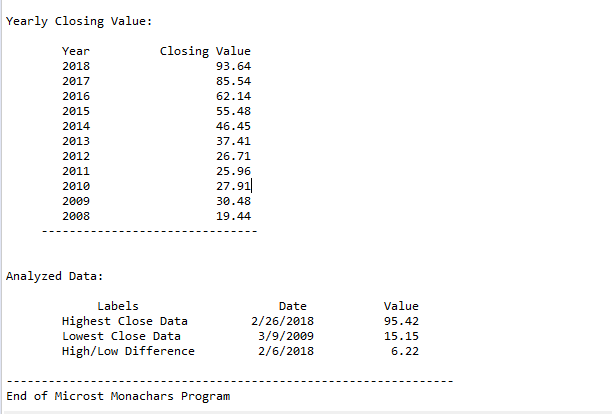 Yearly Closing Value:
Year Closing Value
2018 93.64
2017 85.54
2016 62.14
2015 55.48
2014 46.45
2013 37.41
2012 26.71
2011 25.96
2010 27.91
2009 30.48
2008 19.44
-------------------------------
Analyzed Data:
Labels Date Value
Highest Close Data 2/26/2018 95.42
Lowest Close Data 3/9/2009 15.15
High/Low Difference 2/6/2018 6.22
----------------------------------------------------------------
End of Microst Monachars Program